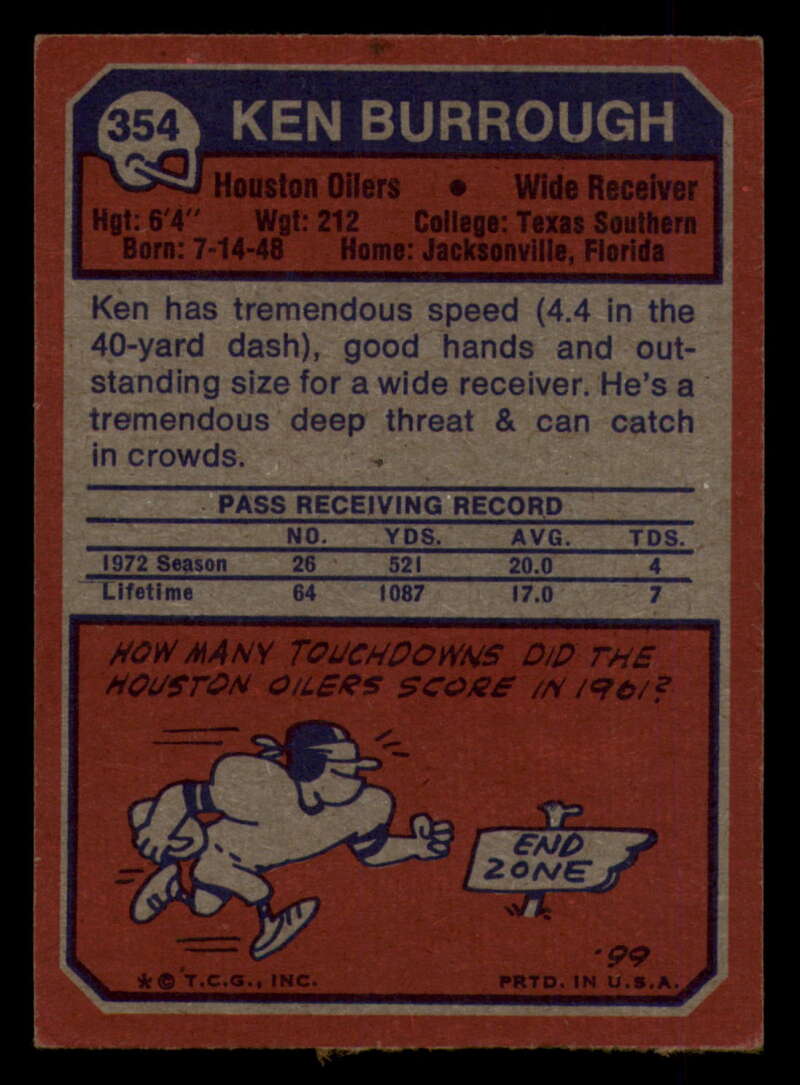 354 KEN BURROUGH
Houston Oilers • Wide Receiver
Hgt: 6'4" Wgt: 212 College: Texas Southern
Born: 7-14-48 Home: Jacksonville, Florida
Ken has tremendous speed (4.4 in the
40-yard dash), good hands and out-
standing size for a wide receiver. He's a
tremendous deep threat & can catch
in crowds.
PASS RECEIVING RECORD
NO. YDS. AVG. TDS.
1972 Season 26 521 20.0 4
Lifetime 64 1087 17.0 7
HOW MANY TOUCHDOWNS DID THE
HOUSTON OILERS SCORE IN 1961?
END
ZONE
'99
* © T.C.G., INC. PRTD. IN U.S.A.